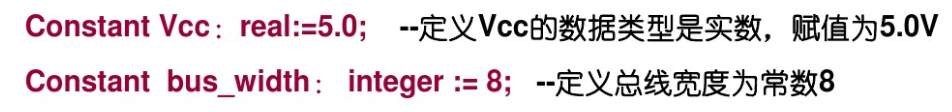 Constant Vcc：real:=5.0;   --定义Vcc的数据类型是实数，赋值为5.0V
Constant bus_width： integer := 8;  --定义总线宽度为常数8